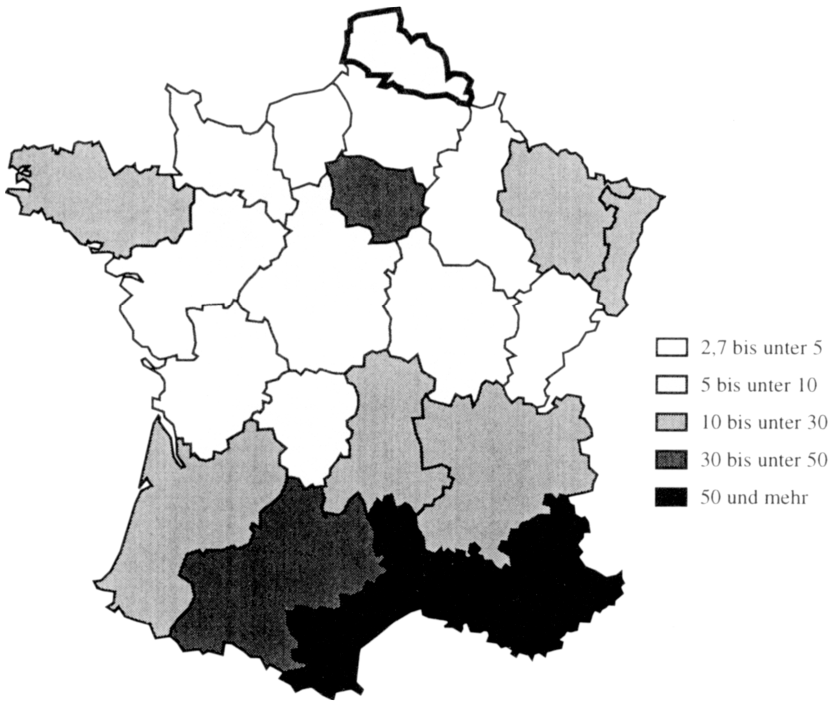 2,7 bis unter 5
5 bis unter 10
10 bis unter 30
30 bis unter 50
50 und mehr